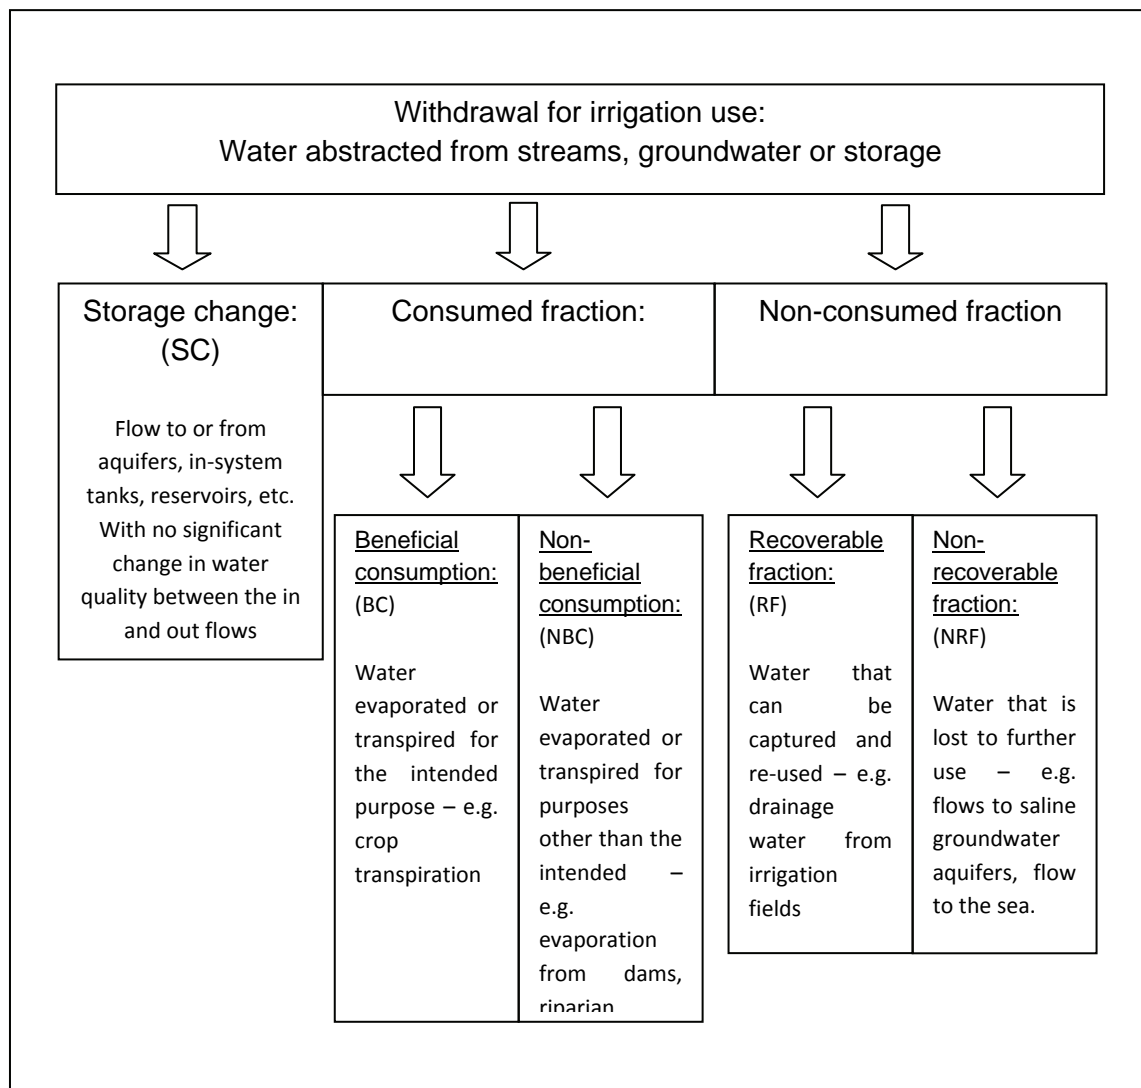 Withdrawal for irrigation use:
Water abstracted from streams, groundwater or storage
Storage change:
(SC)
Flow to or from
aquifers, in-system
tanks, reservoirs, etc.
With no significant
change in water
quality between the in
and out flows
Consumed fraction:
Non-consumed fraction
Beneficial
consumption:
(BC)
Water
evaporated or
transpired for
the intended
purpose – e.g.
crop
transpiration
Non-
beneficial
consumption:
(NBC)
Water
evaporated or
transpired for
purposes
other than the
intended –
e.g.
evaporation
from dams,
riparian
Recoverable
fraction:
(RF)
Water that
can be
captured and
re-used – e.g.
drainage
water from
irrigation
fields
Non-
recoverable
fraction:
(NRF)
Water that is
lost to further
use – e.g.
flows to saline
groundwater
aquifers, flow
to the sea.